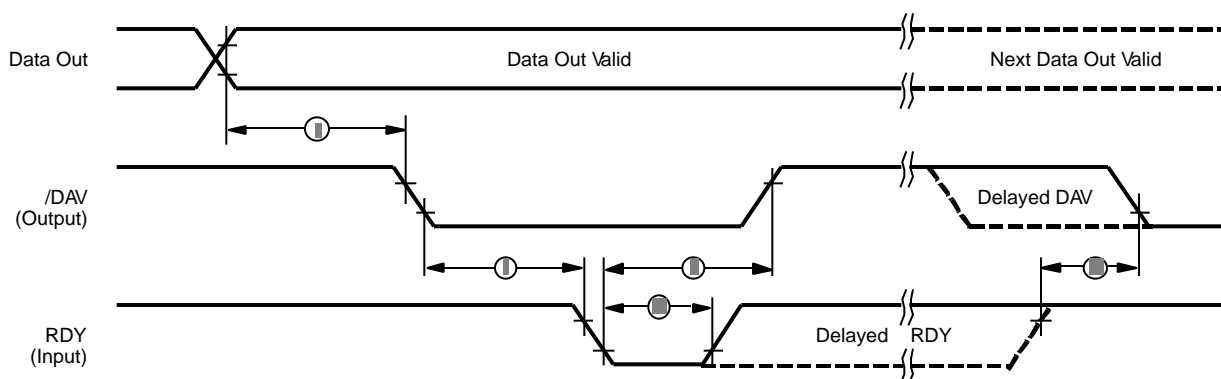 Data Out
Data Out Valid
Next Data Out Valid
/DAV
(Output)
Delayed DAV
RDY
(Input)
Delayed RDY